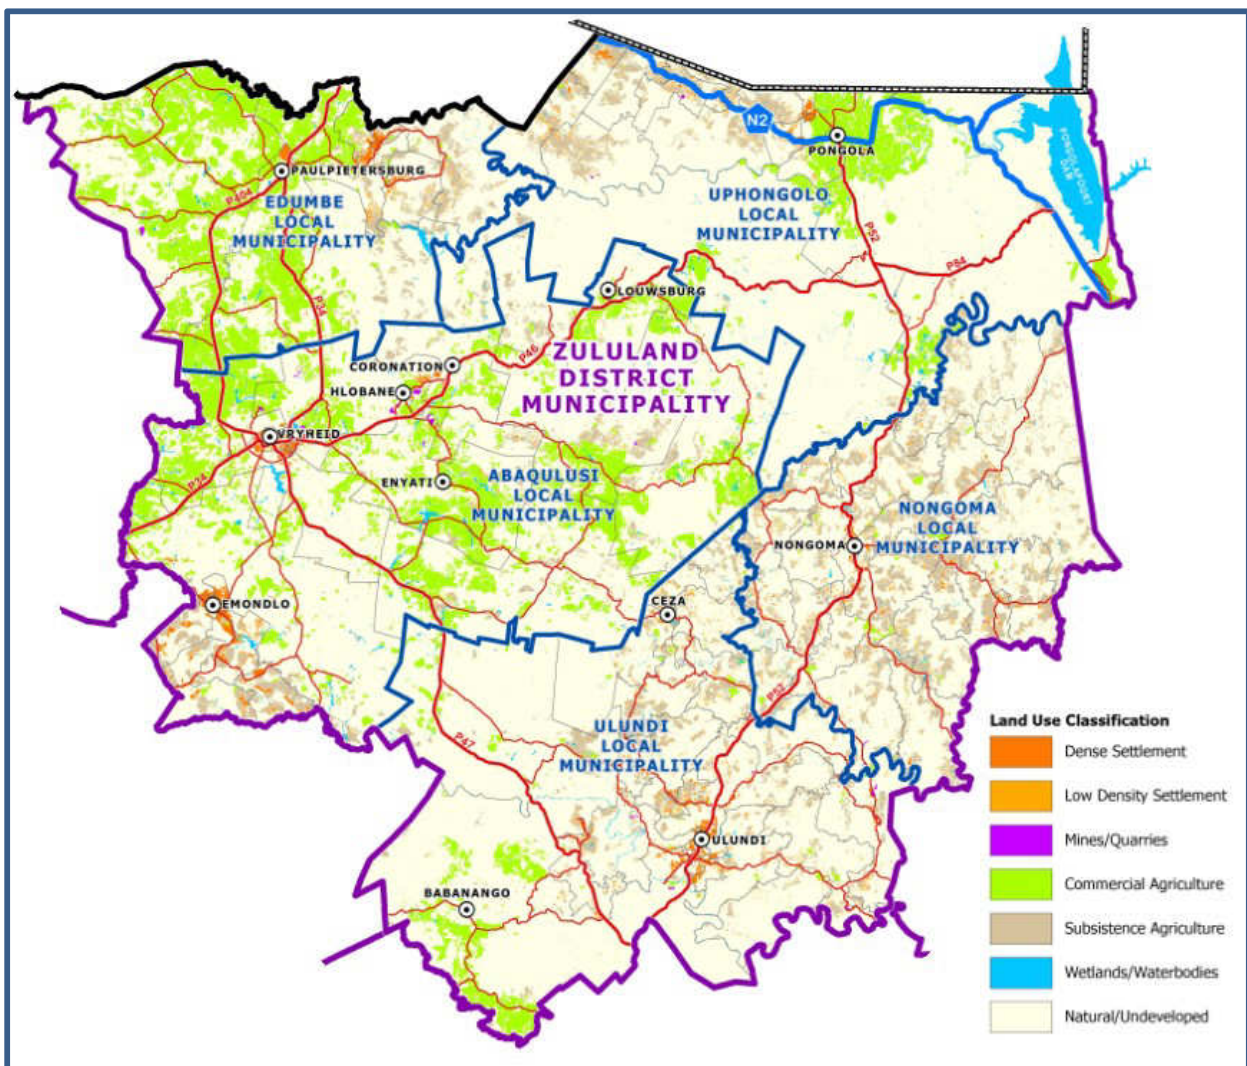 N2
PONGOLA
PONGOLAPOORT
DAM
PAULPIETERSBURG
P404
EDUMBE
LOCAL
MUNICIPALITY
UPHONGOLO
LOCAL
MUNICIPALITY
P52
P84
P34
LOUWSBURG
P46
CORONATION
HLOBANE
ZULULAND
DISTRICT
MUNICIPALITY
VRYHEID
P34
ENYATI
ABAQULUSI
LOCAL
MUNICIPALITY
NONGOMA
LOCAL
MUNICIPALITY
NONGOMA
EMONDLO
CEZA
P52
ULUNDI
LOCAL
MUNICIPALITY
P47
ULUNDI
BABANANGO
Land Use Classification
Dense Settlement
Low Density Settlement
Mines/Quarries
Commercial Agriculture
Subsistence Agriculture
Wetlands/Waterbodies
Natural/Undeveloped